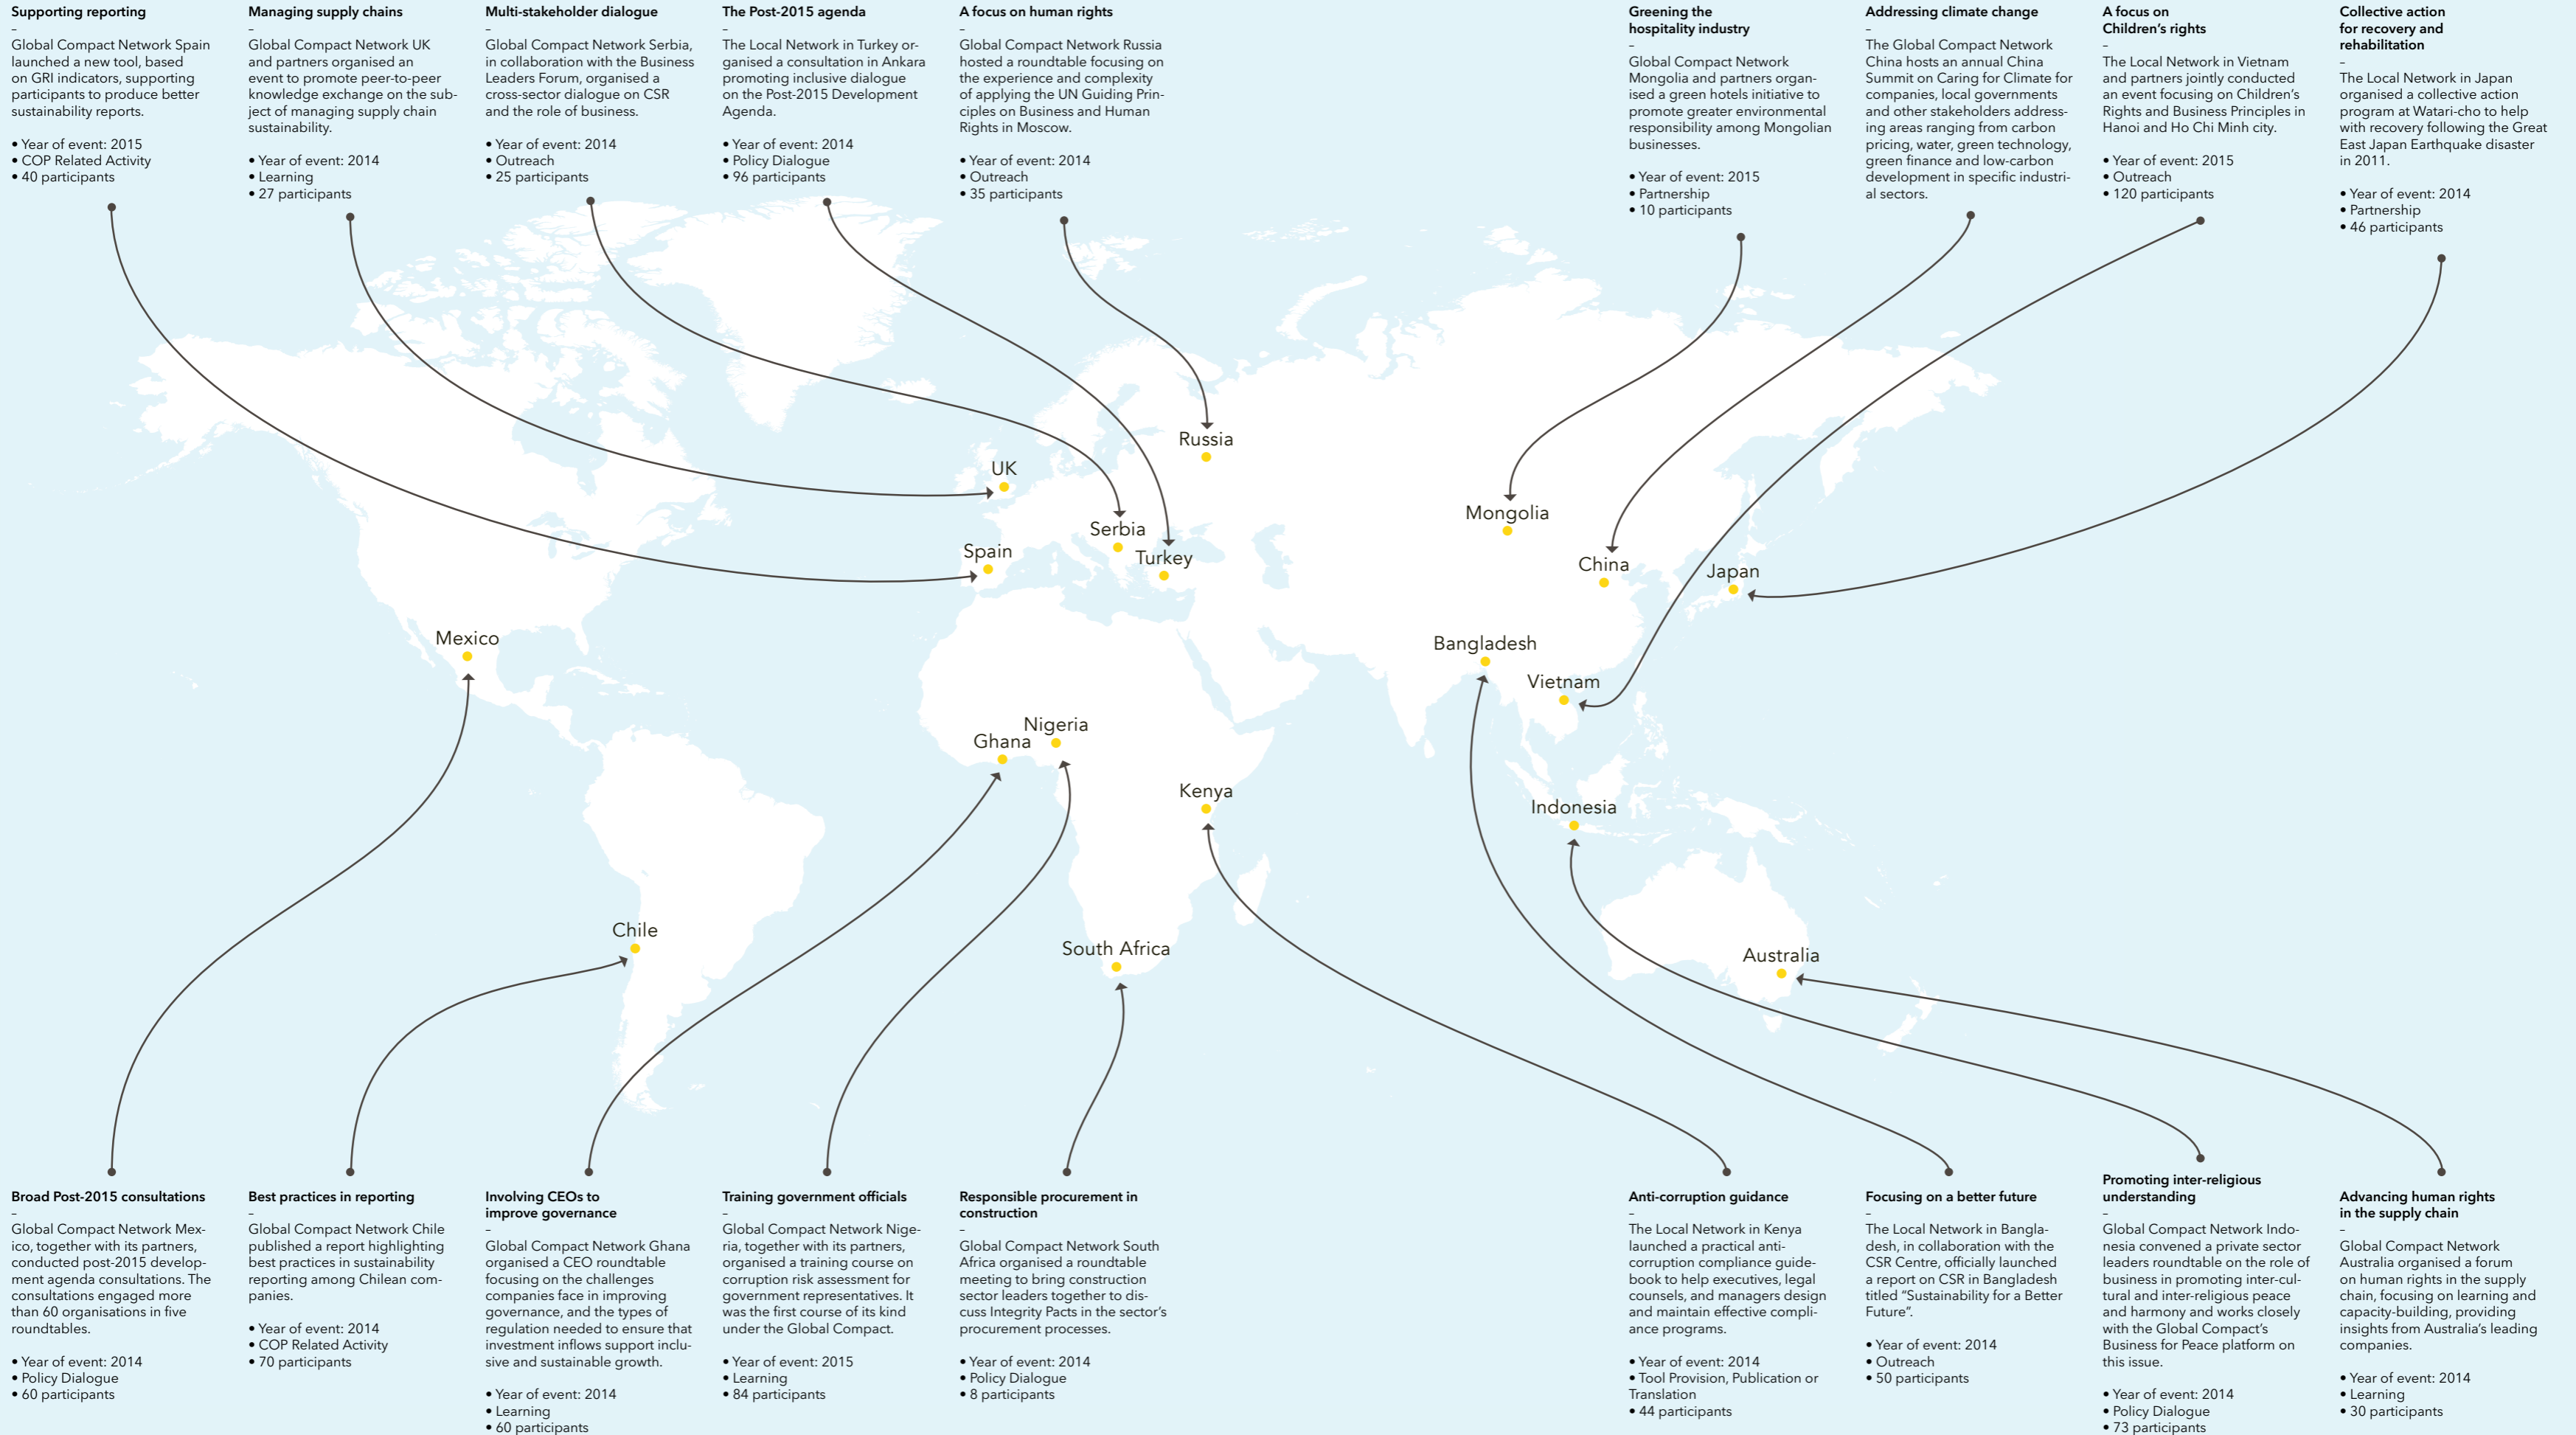 Supporting reporting
–
Global Compact Network Spain
launched a new tool, based
on GRI indicators, supporting
participants to produce better
sustainability reports.
• Year of event: 2015
• COP Related Activity
• 40 participants
Managing supply chains
–
Global Compact Network UK
and partners organised an
event to promote peer-to-peer
knowledge exchange on the sub-
ject of managing supply chain
sustainability.
• Year of event: 2014
• Learning
• 27 participants
Multi-stakeholder dialogue
–
Global Compact Network Serbia,
in collaboration with the Business
Leaders Forum, organised a
cross-sector dialogue on CSR
and the role of business.
• Year of event: 2014
• Outreach
• 25 participants
The Post-2015 agenda
–
The Local Network in Turkey or-
ganised a consultation in Ankara
promoting inclusive dialogue
on the Post-2015 Development
Agenda.
• Year of event: 2014
• Policy Dialogue
• 96 participants
A focus on human rights
–
Global Compact Network Russia
hosted a roundtable focusing on
the experience and complexity
of applying the UN Guiding Prin-
ciples on Business and Human
Rights in Moscow.
• Year of event: 2014
• Outreach
• 35 participants
Greening the
hospitality industry
–
Global Compact Network
Mongolia and partners organ-
ised a green hotels initiative to
promote greater environmental
responsibility among Mongolian
businesses.
• Year of event: 2015
• Partnership
• 10 participants
Addressing climate change
–
The Global Compact Network
China hosts an annual China
Summit on Caring for Climate for
companies, local governments
and other stakeholders address-
ing areas ranging from carbon
pricing, water, green technology,
green finance and low-carbon
development in specific industri-
al sectors.
A focus on
Children's rights
–
The Local Network in Vietnam
and partners jointly conducted
an event focusing on Children's
Rights and Business Principles in
Hanoi and Ho Chi Minh city.
• Year of event: 2015
• Outreach
• 120 participants
Collective action
for recovery and
rehabilitation
–
The Local Network in Japan
organised a collective action
program at Watari-cho to help
with recovery following the Great
East Japan Earthquake disaster
in 2011.
• Year of event: 2014
• Partnership
• 46 participants
Russia
UK
Mongolia
Serbia
Spain
Turkey
China
Japan
Mexico
Bangladesh
Vietnam
Nigeria
Ghana
Kenya
Indonesia
Chile
South Africa
Australia
Broad Post-2015 consultations
–
Global Compact Network Mex-
ico, together with its partners,
conducted post-2015 develop-
ment agenda consultations. The
consultations engaged more
than 60 organisations in five
roundtables.
• Year of event: 2014
• Policy Dialogue
• 60 participants
Best practices in reporting
–
Global Compact Network Chile
published a report highlighting
best practices in sustainability
reporting among Chilean com-
panies.
• Year of event: 2014
• COP Related Activity
• 70 participants
Involving CEOs to
improve governance
–
Global Compact Network Ghana
organised a CEO roundtable
focusing on the challenges
companies face in improving
governance, and the types of
regulation needed to ensure that
investment inflows support inclu-
sive and sustainable growth.
• Year of event: 2014
• Learning
• 60 participants
Training government officials
–
Global Compact Network Nige-
ria, together with its partners,
organised a training course on
corruption risk assessment for
government representatives. It
was the first course of its kind
under the Global Compact.
• Year of event: 2015
• Learning
• 84 participants
Responsible procurement in
construction
–
Global Compact Network South
Africa organised a roundtable
meeting to bring construction
sector leaders together to dis-
cuss Integrity Pacts in the sector's
procurement processes.
• Year of event: 2014
• Policy Dialogue
• 8 participants
Anti-corruption guidance
–
The Local Network in Kenya
launched a practical anti-
corruption compliance guide-
book to help executives, legal
counsels, and managers design
and maintain effective compli-
ance programs.
• Year of event: 2014
• Tool Provision, Publication or
Translation
• 44 participants
Focusing on a better future
–
The Local Network in Bangla-
desh, in collaboration with the
CSR Centre, officially launched
a report on CSR in Bangladesh
titled "Sustainability for a Better
Future".
• Year of event: 2014
• Outreach
• 50 participants
Promoting inter-religious
understanding
–
Global Compact Network Indo-
nesia convened a private sector
leaders roundtable on the role of
business in promoting inter-cul-
tural and inter-religious peace
and harmony and works closely
with the Global Compact's
Business for Peace platform on
this issue.
• Year of event: 2014
• Policy Dialogue
• 73 participants
Advancing human rights
in the supply chain
–
Global Compact Network
Australia organised a forum
on human rights in the supply
chain, focusing on learning and
capacity-building, providing
insights from Australia's leading
companies.
• Year of event: 2014
• Learning
• 30 participants